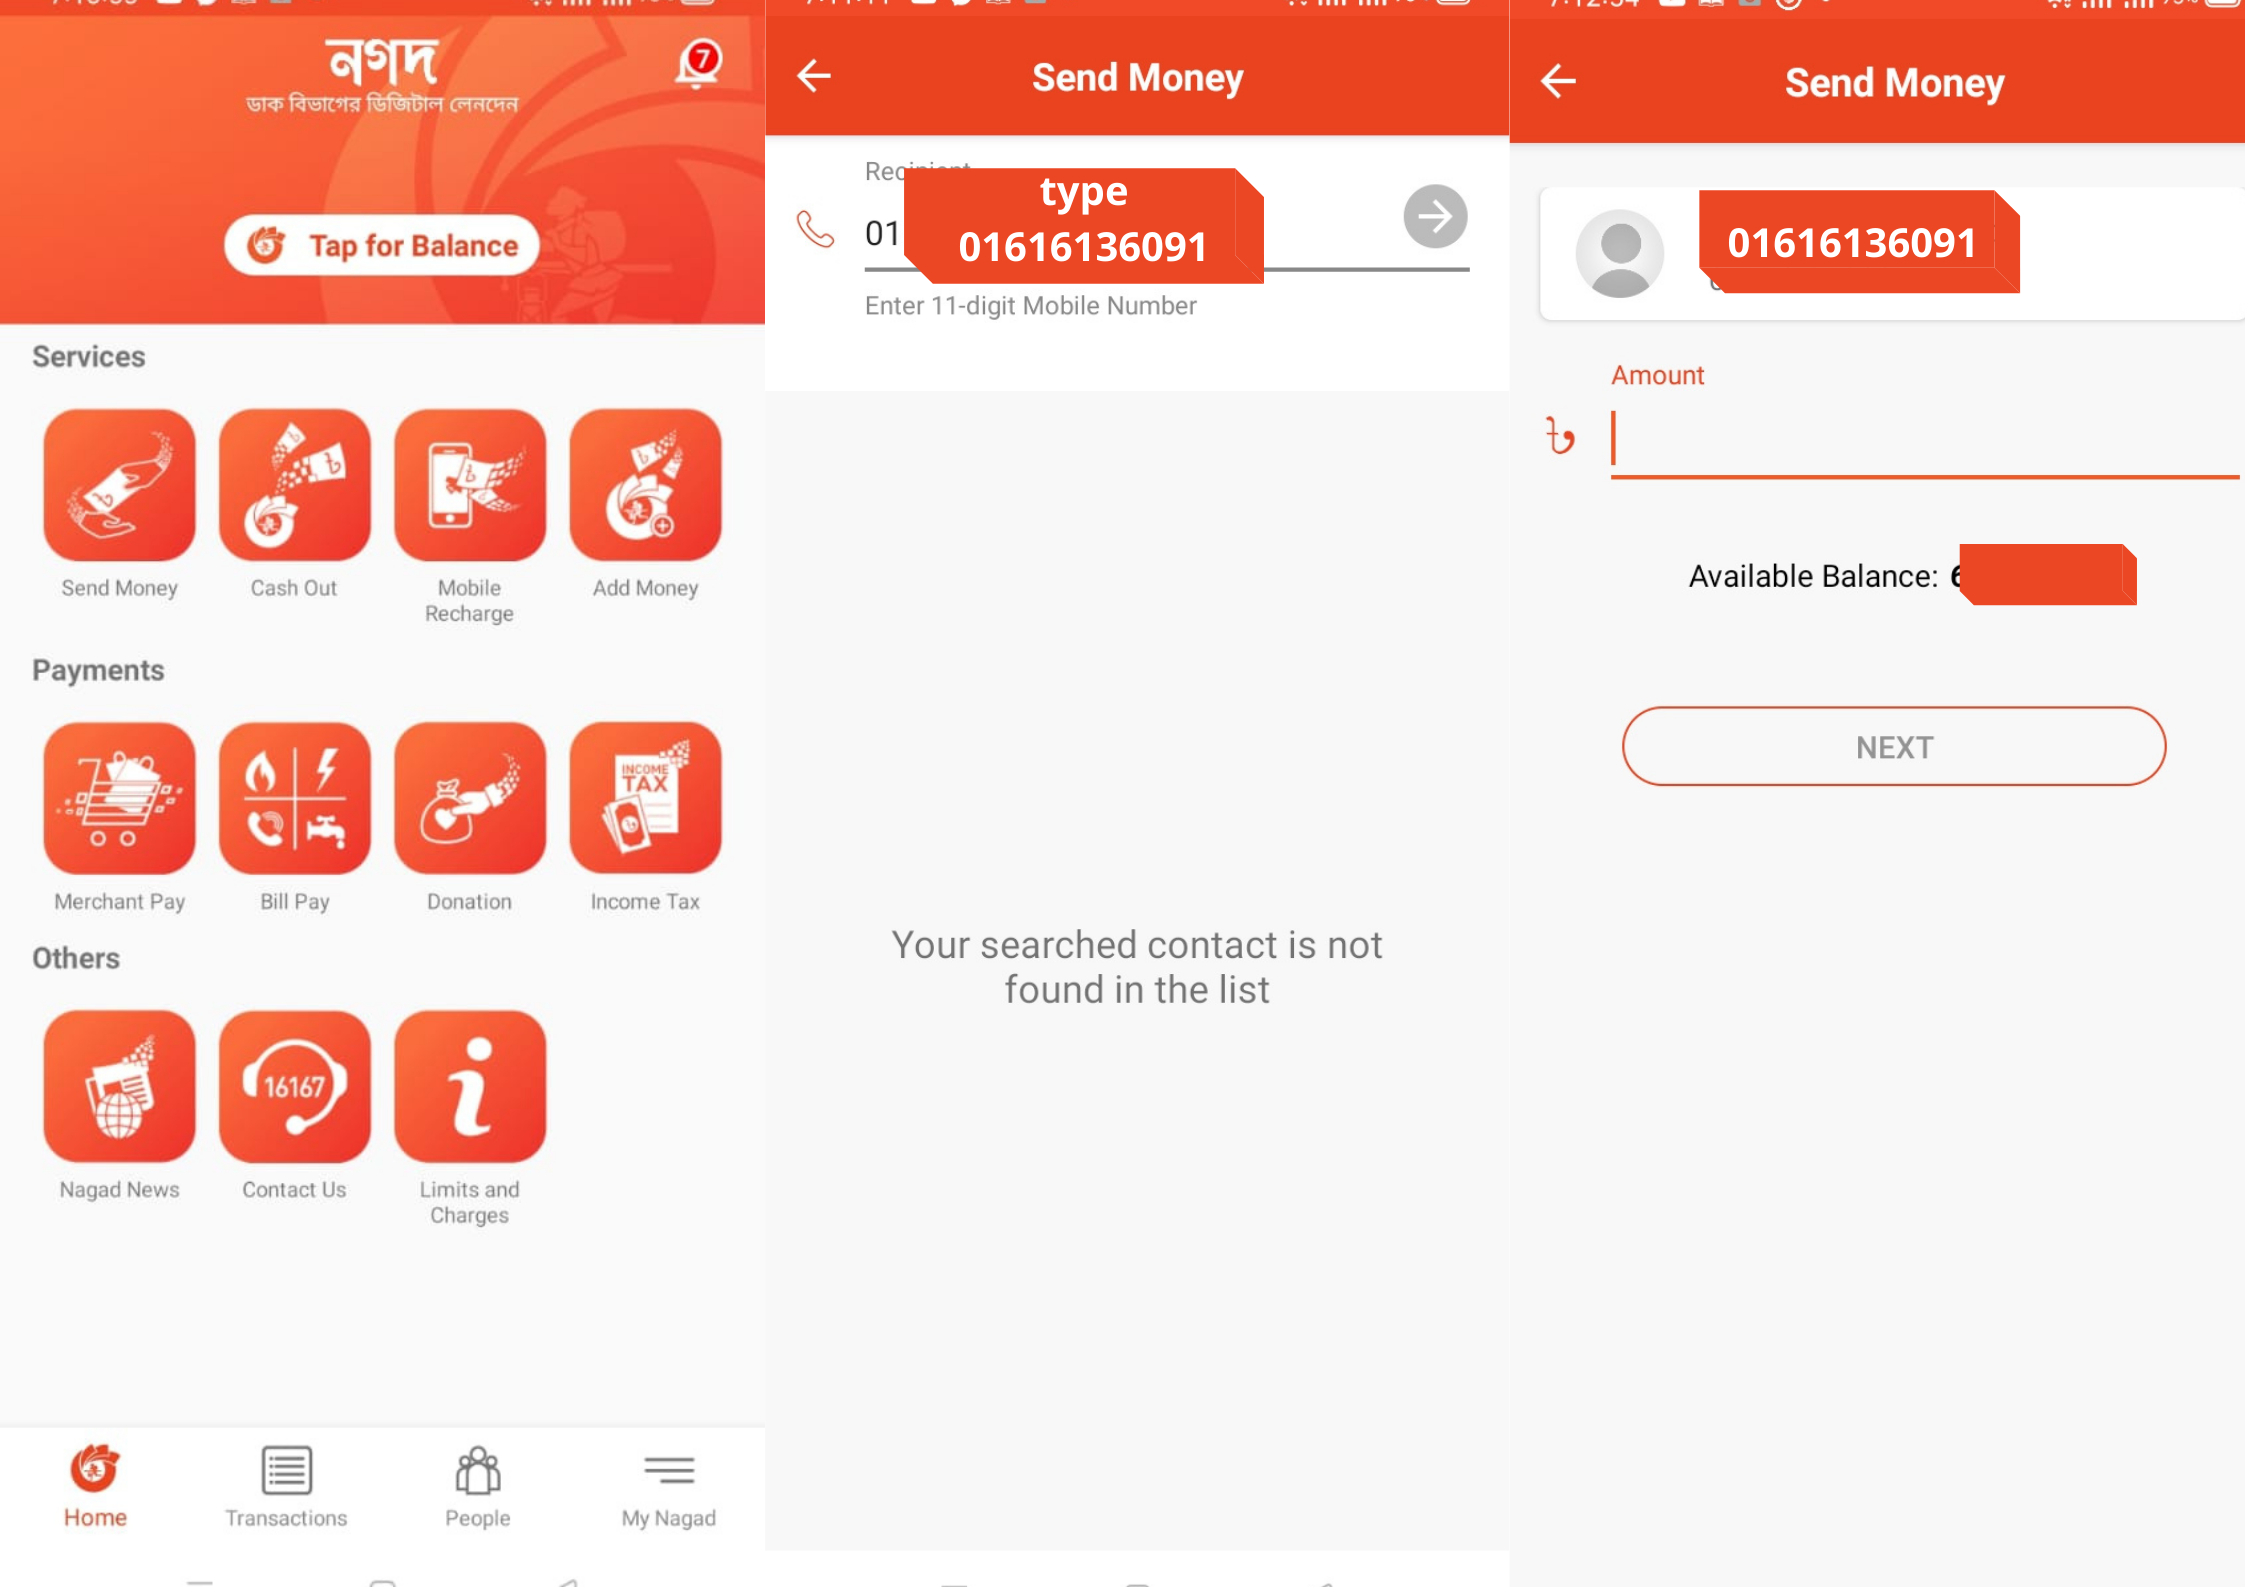 নগদ
7
ডাক বিভাগের ডিজিটাল লেনদেন
Tap for Balance
Services
Send Money
Cash Out
Mobile
Recharge
Add Money
Payments
INCOME
TAX
Merchant Pay
Bill Pay
Donation
Income Tax
Others
16167
Nagad News
Contact Us
Limits and
Charges
Home
Transactions
People
My Nagad
Send Money
type
01
01616136091
Enter 11-digit Mobile Number
Your searched contact is not
found in the list
Send Money
01616136091
Amount
৳
Available Balance:
NEXT